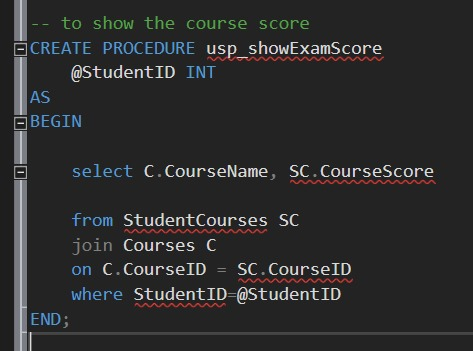 -- to show the course score
CREATE PROCEDURE usp_showExamScore
@StudentID INT
AS
BEGIN
select C.CourseName, SC.CourseScore
from StudentCourses SC
join Courses C
on C.CourseID = SC.CourseID
where StudentID=@StudentID
END;